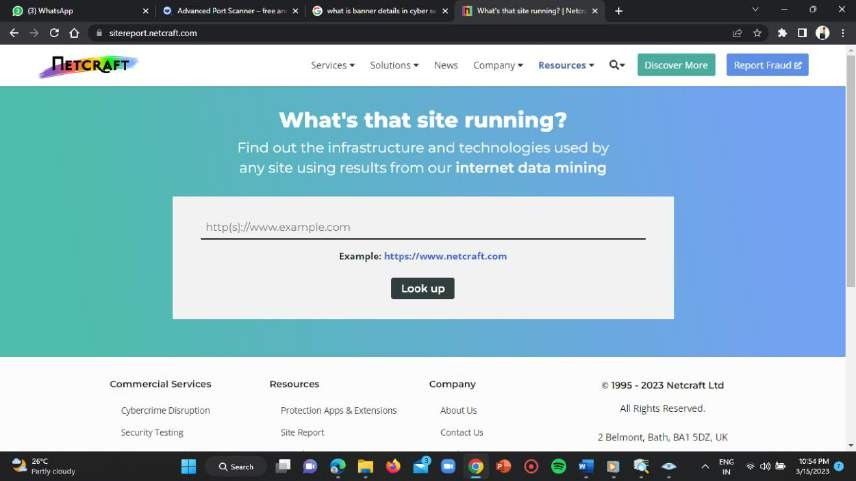 (3) WhatsApp
Advanced Port Scanner – free and
what is banner details in cyber se
What's that site running? | Netcr
sitereport.netcraft.com
NETCRAFT
Services
Solutions
News
Company
Resources
Discover More
Report Fraud
What's that site running?
Find out the infrastructure and technologies used by
any site using results from our internet data mining
http(s)://www.example.com
Example: https://www.netcraft.com
Look up
Commercial Services
Resources
Company
© 1995 - 2023 Netcraft Ltd
Cybercrime Disruption
Protection Apps & Extensions
About Us
All Rights Reserved.
Security Testing
Site Report
Contact Us
2 Belmont, Bath, BA1 5DZ, UK
26°C
Partly cloudy
Search
3
ENG
IN
10:54 PM
3/15/2023